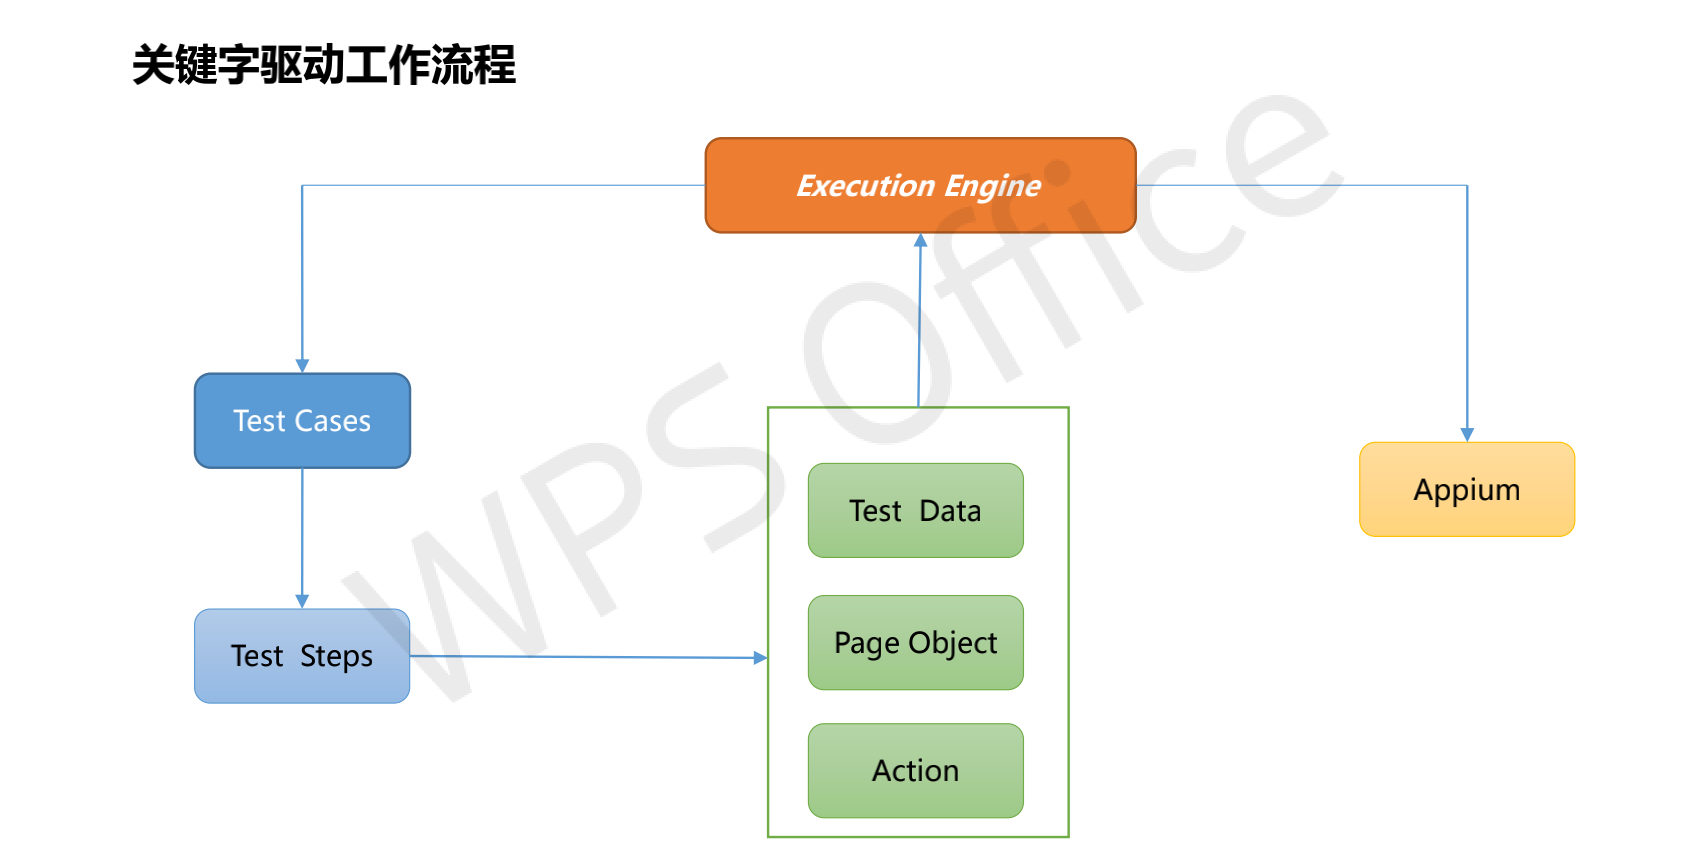 关键字驱动工作流程
Execution Engine
Test Cases
Test Data
Appium
Page Object
Test Steps
Action
WPS Office